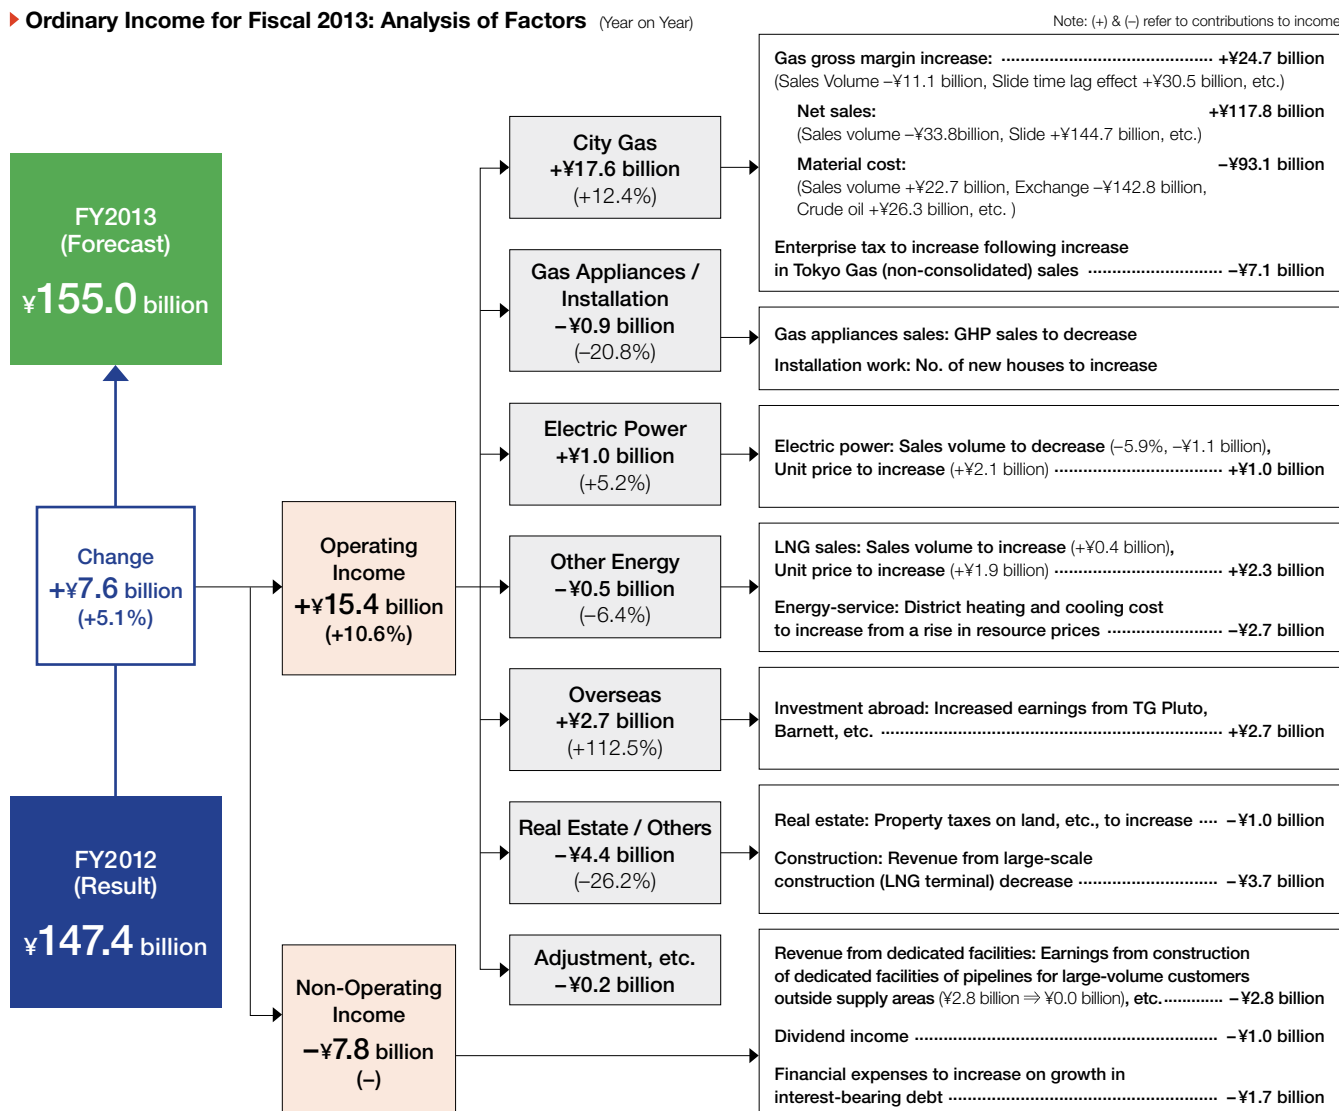 Ordinary Income for Fiscal 2013: Analysis of Factors (Year on Year)
Note: (+) & (–) refer to contributions to income
FY2013
(Forecast)
¥155.0 billion
Change
+¥7.6 billion
(+5.1%)
FY2012
(Result)
¥147.4 billion
Operating
Income
+¥15.4 billion
(+10.6%)
Non-Operating
Income
–¥7.8 billion
(–)
City Gas
+¥17.6 billion
(+12.4%)
Gas Appliances /
Installation
–¥0.9 billion
(–20.8%)
Electric Power
+¥1.0 billion
(+5.2%)
Other Energy
–¥0.5 billion
(–6.4%)
Overseas
+¥2.7 billion
(+112.5%)
Real Estate / Others
–¥4.4 billion
(–26.2%)
Adjustment, etc.
–¥0.2 billion
Gas gross margin increase: +¥24.7 billion
(Sales Volume –¥11.1 billion, Slide time lag effect +¥30.5 billion, etc.)
Net sales: +¥117.8 billion
(Sales volume –¥33.8billion, Slide +¥144.7 billion, etc.)
Material cost: –¥93.1 billion
(Sales volume +¥22.7 billion, Exchange –¥142.8 billion,
Crude oil +¥26.3 billion, etc. )
Enterprise tax to increase following increase
in Tokyo Gas (non-consolidated) sales –¥7.1 billion
Gas appliances sales: GHP sales to decrease
Installation work: No. of new houses to increase
Electric power: Sales volume to decrease (–5.9%, –¥1.1 billion),
Unit price to increase (+¥2.1 billion) +¥1.0 billion
LNG sales: Sales volume to increase (+¥0.4 billion),
Unit price to increase (+¥1.9 billion) +¥2.3 billion
Energy-service: District heating and cooling cost
to increase from a rise in resource prices –¥2.7 billion
Investment abroad: Increased earnings from TG Pluto,
Barnett, etc. +¥2.7 billion
Real estate: Property taxes on land, etc., to increase –¥1.0 billion
Construction: Revenue from large-scale
construction (LNG terminal) decrease –¥3.7 billion
Revenue from dedicated facilities: Earnings from construction
of dedicated facilities of pipelines for large-volume customers
outside supply areas (¥2.8 billion ⇒ ¥0.0 billion), etc. –¥2.8 billion
Dividend income –¥1.0 billion
Financial expenses to increase on growth in
interest-bearing debt –¥1.7 billion